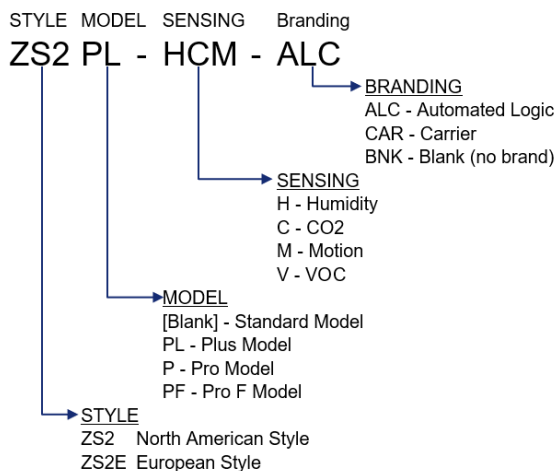 STYLE MODEL SENSING Branding
ZS2 PL - HCM - ALC
BRANDING
ALC - Automated Logic
CAR - Carrier
BNK - Blank (no brand)
SENSING
H - Humidity
C - CO2
M - Motion
V - VOC
MODEL
[Blank] - Standard Model
PL - Plus Model
P - Pro Model
PF - Pro F Model
STYLE
ZS2 North American Style
ZS2E European Style